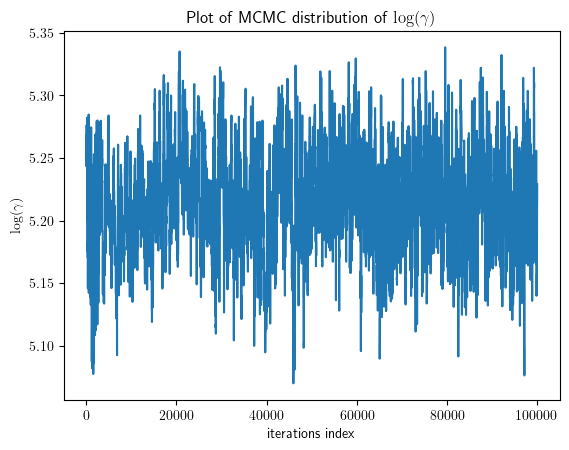 Plot of MCMC distribution of log(γ)
5.35
5.30
5.25
5.20
5.15
5.10
log(γ)
0 20000 40000 60000 80000 100000
iterations index